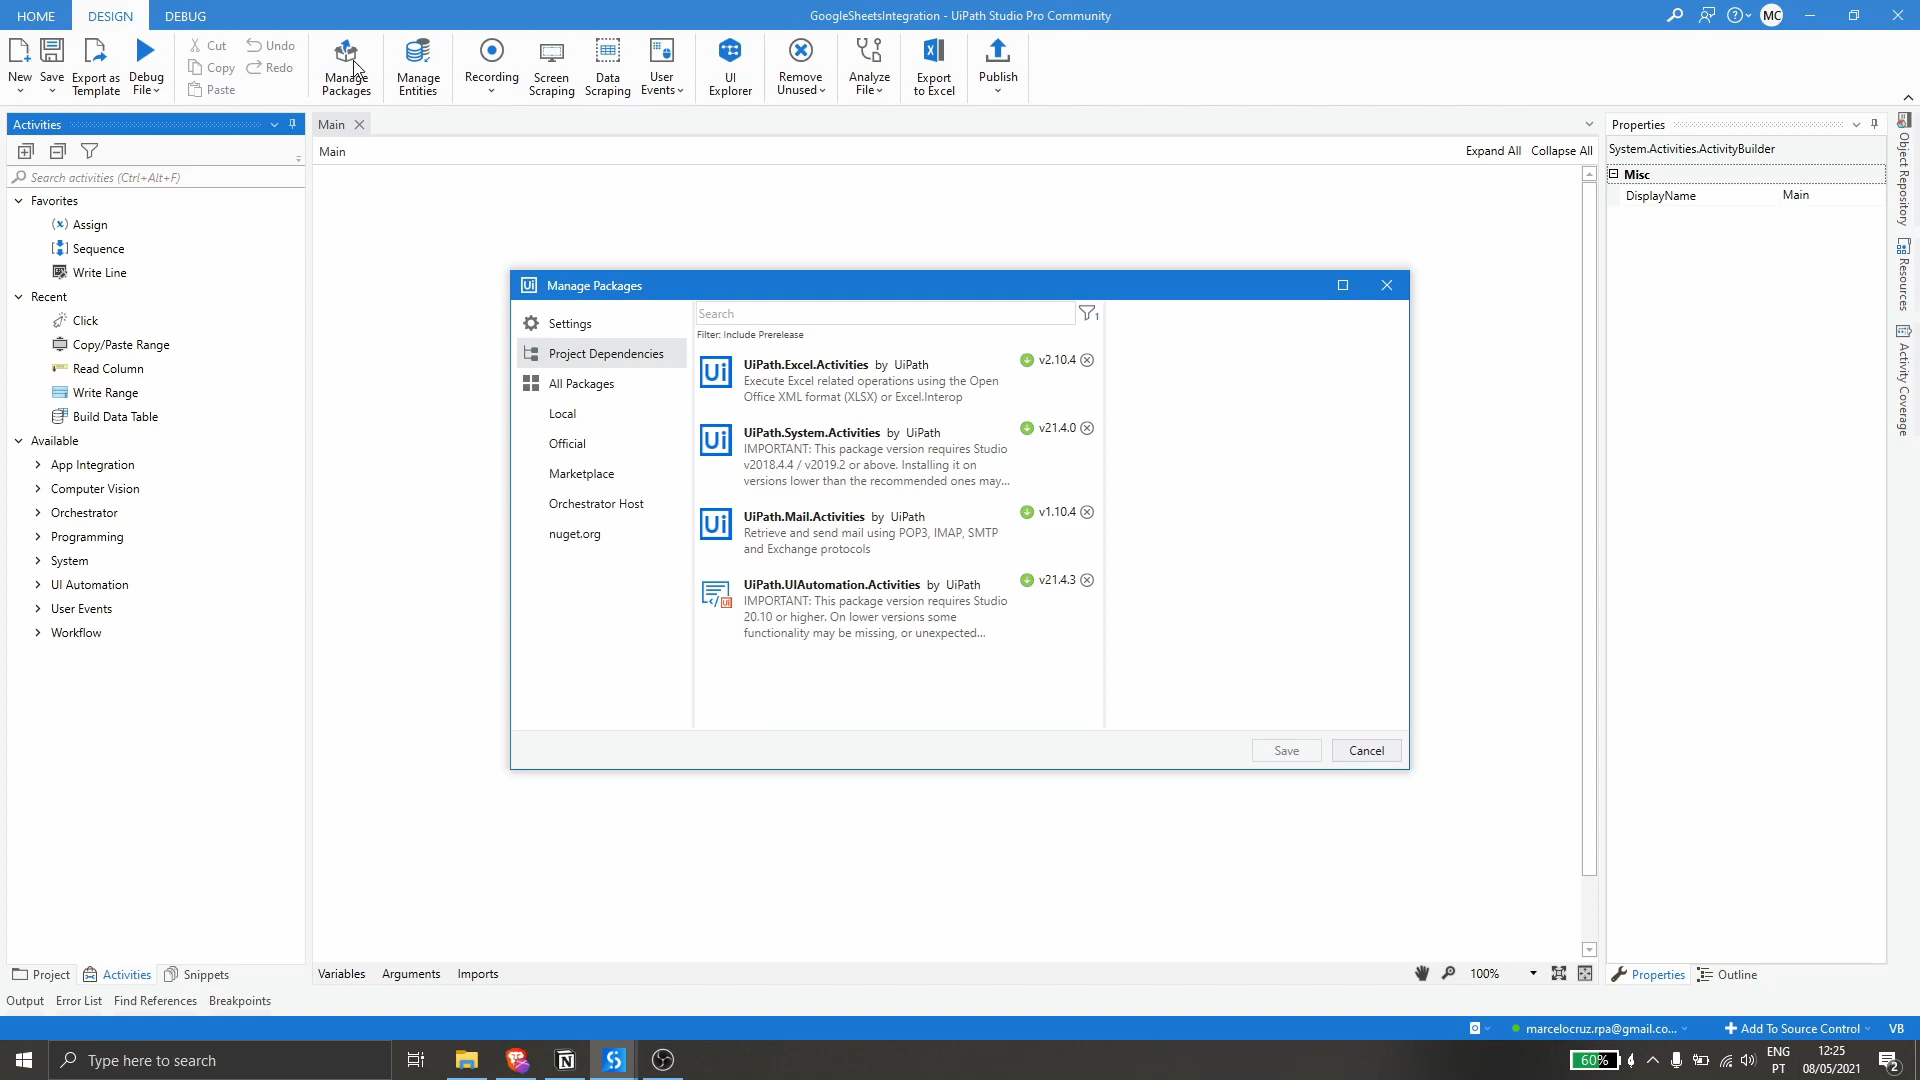 HOME DESIGN DEBUG
GoogleSheetsIntegration - UiPath Studio Pro Community
MC
New
Save
Export as
Template
Debug
File
Cut
Copy
Paste
Undo
Redo
Manage
Packages
Manage
Entities
Recording
Screen
Scraping
Data
Scraping
User
Events
UI
Explorer
Remove
Unused
Analyze
File
Export
to Excel
Publish
Activities
Search activities (Ctrl+Alt+F)
Favorites
Assign
Sequence
Write Line
Recent
Click
Copy/Paste Range
Read Column
Write Range
Build Data Table
Available
App Integration
Computer Vision
Orchestrator
Programming
System
UI Automation
User Events
Workflow
Main
Main
Expand All Collapse All
Manage Packages
Settings
Project Dependencies
All Packages
Local
Official
Marketplace
Orchestrator Host
nuget.org
Search
1
Filter: Include Prerelease
UiPath.Excel.Activities by UiPath
v2.10.4
Execute Excel related operations using the Open
Office XML format (XLSX) or Excel.Interop
UiPath.System.Activities by UiPath
v21.4.0
IMPORTANT: This package version requires Studio
v2018.4.4 / v2019.2 or above. Installing it on
versions lower than the recommended ones may...
UiPath.Mail.Activities by UiPath
v1.10.4
Retrieve and send mail using POP3, IMAP, SMTP
and Exchange protocols
UiPath.UIAutomation.Activities by UiPath
v21.4.3
IMPORTANT: This package version requires Studio
20.10 or higher. On lower versions some
functionality may be missing, or unexpected...
Save
Cancel
Properties
System.Activities.ActivityBuilder
Misc
DisplayName Main
Object Repository
Resources
Activity Coverage
Project Activities Snippets
Variables Arguments Imports
100%
Properties Outline
Output Error List Find References Breakpoints
marcelocruz.rpa@gmail.co...
Add To Source Control
VB
Type here to search
60%
ENG
PT
12:25
08/05/2021
2